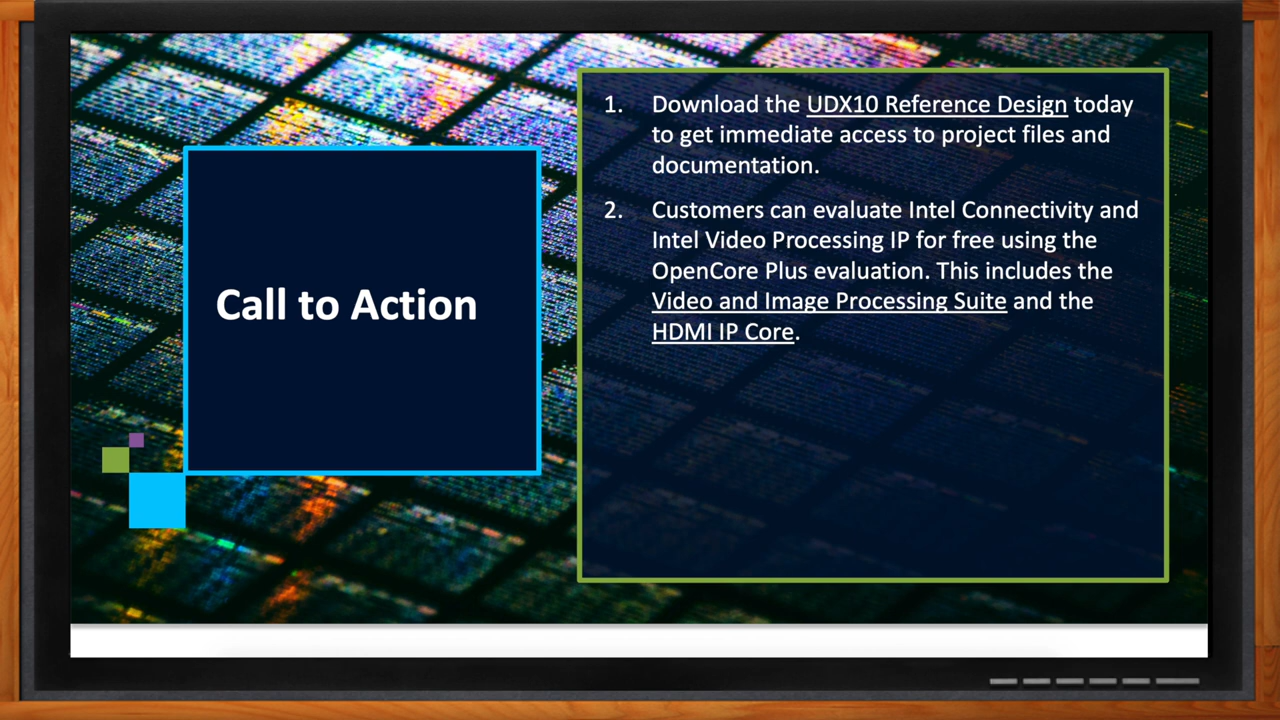 Call to Action
1. Download the UDX10 Reference Design today
to get immediate access to project files and
documentation.
2. Customers can evaluate Intel Connectivity and
Intel Video Processing IP for free using the
OpenCore Plus evaluation. This includes the
Video and Image Processing Suite and the
HDMI IP Core.